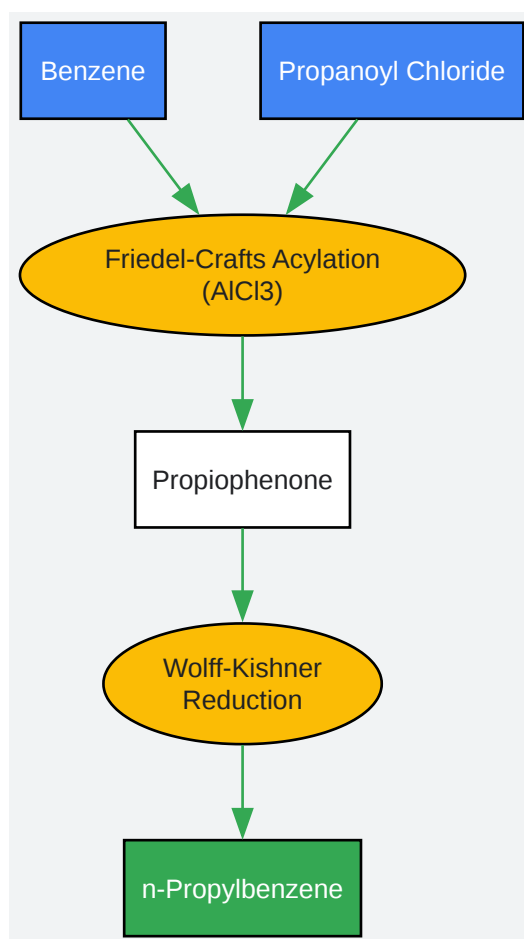 Benzene
Propanoyl Chloride
Friedel-Crafts Acylation
(AlCl3)
Propiophenone
Wolff-Kishner
Reduction
n-Propylbenzene